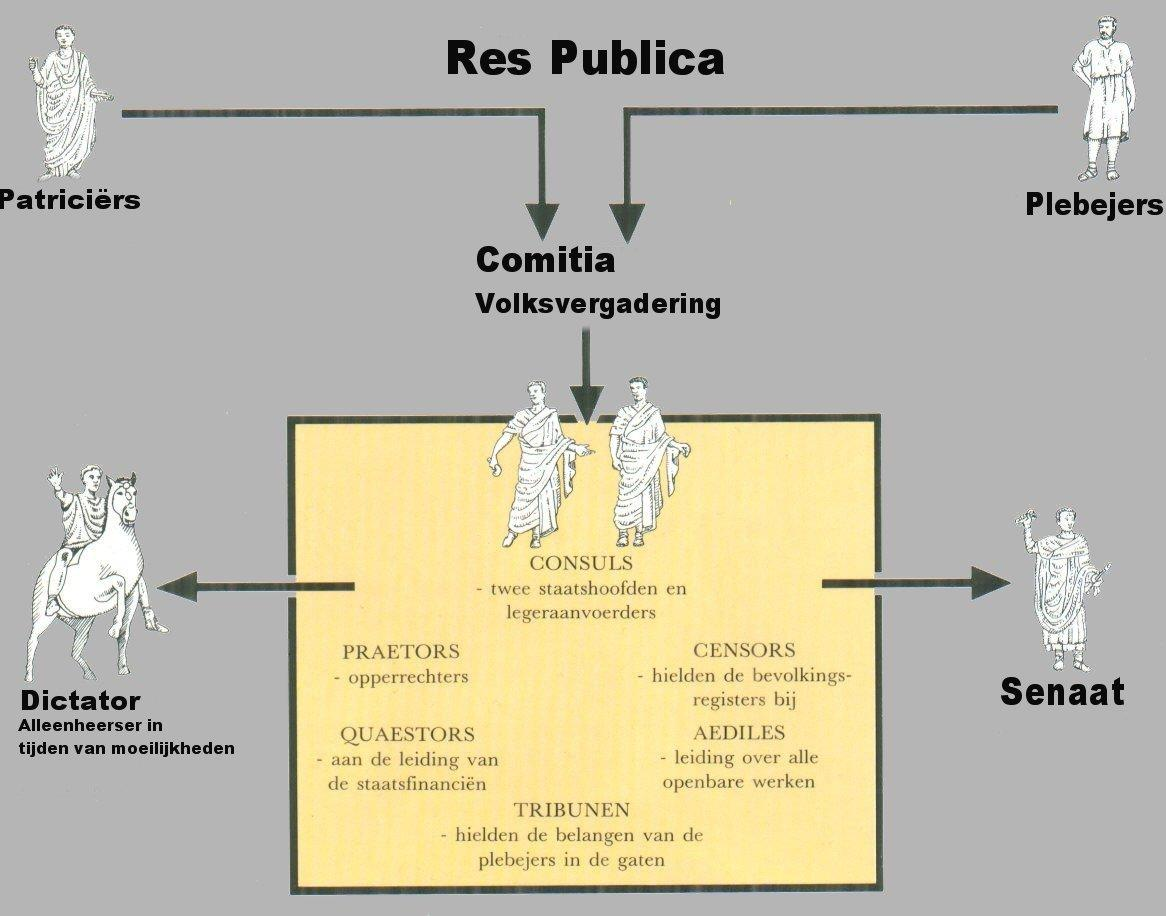 Res Publica
Patriciërs
Plebejers
Comitia
Volksvergadering
CONSULS
- twee staatshoofden en
legeraanvoerders
PRAETORS
- opperrechters
CENSORS
- hielden de bevolkings-
registers bij
QUAESTORS
- aan de leiding van
de staatsfinanciën
AEDILES
- leiding over alle
openbare werken
TRIBUNEN
- hielden de belangen van de
plebejers in de gaten
Dictator
Alleenheerser in
tijden van moeilijkheden
Senaat